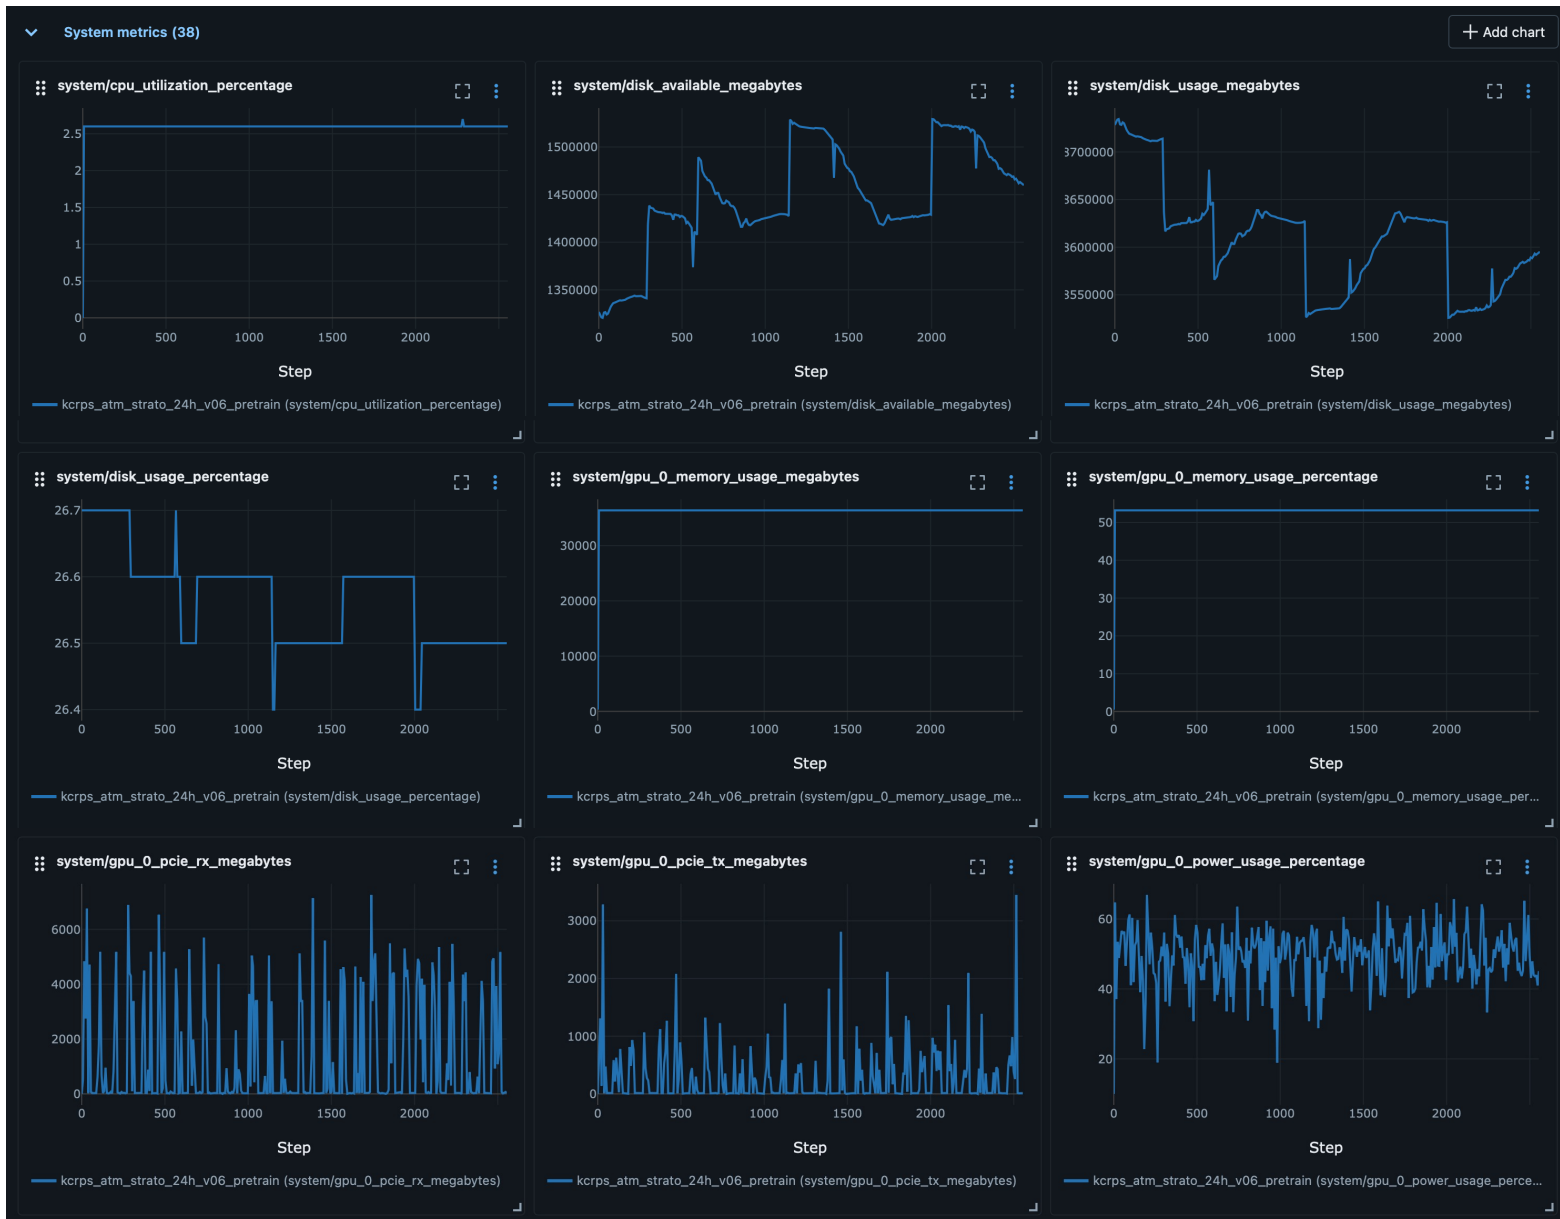 System metrics (38)
Add chart
system/cpu_utilization_percentage
2.5
2
1.5
1
0.5
0
0 500 1000 1500 2000
Step
kcrps_atm_strato_24h_v06_pretrain (system/cpu_utilization_percentage)
system/disk_available_megabytes
1500000
1450000
1400000
1350000
0 500 1000 1500 2000
Step
kcrps_atm_strato_24h_v06_pretrain (system/disk_available_megabytes)
system/disk_usage_megabytes
3700000
3650000
3600000
3550000
0 500 1000 1500 2000
Step
kcrps_atm_strato_24h_v06_pretrain (system/disk_usage_megabytes)
system/disk_usage_percentage
26.7
26.6
26.5
26.4
0 500 1000 1500 2000
Step
kcrps_atm_strato_24h_v06_pretrain (system/disk_usage_percentage)
system/gpu_0_memory_usage_megabytes
30000
20000
10000
0
0 500 1000 1500 2000
Step
kcrps_atm_strato_24h_v06_pretrain (system/gpu_0_memory_usage_me...
system/gpu_0_memory_usage_percentage
50
40
30
20
10
0
0 500 1000 1500 2000
Step
kcrps_atm_strato_24h_v06_pretrain (system/gpu_0_memory_usage_per...
system/gpu_0_pcie_rx_megabytes
6000
4000
2000
0
0 500 1000 1500 2000
Step
kcrps_atm_strato_24h_v06_pretrain (system/gpu_0_pcie_rx_megabytes)
system/gpu_0_pcie_tx_megabytes
3000
2000
1000
0
0 500 1000 1500 2000
Step
kcrps_atm_strato_24h_v06_pretrain (system/gpu_0_pcie_tx_megabytes)
system/gpu_0_power_usage_percentage
60
40
20
0 500 1000 1500 2000
Step
kcrps_atm_strato_24h_v06_pretrain (system/gpu_0_power_usage_perce...